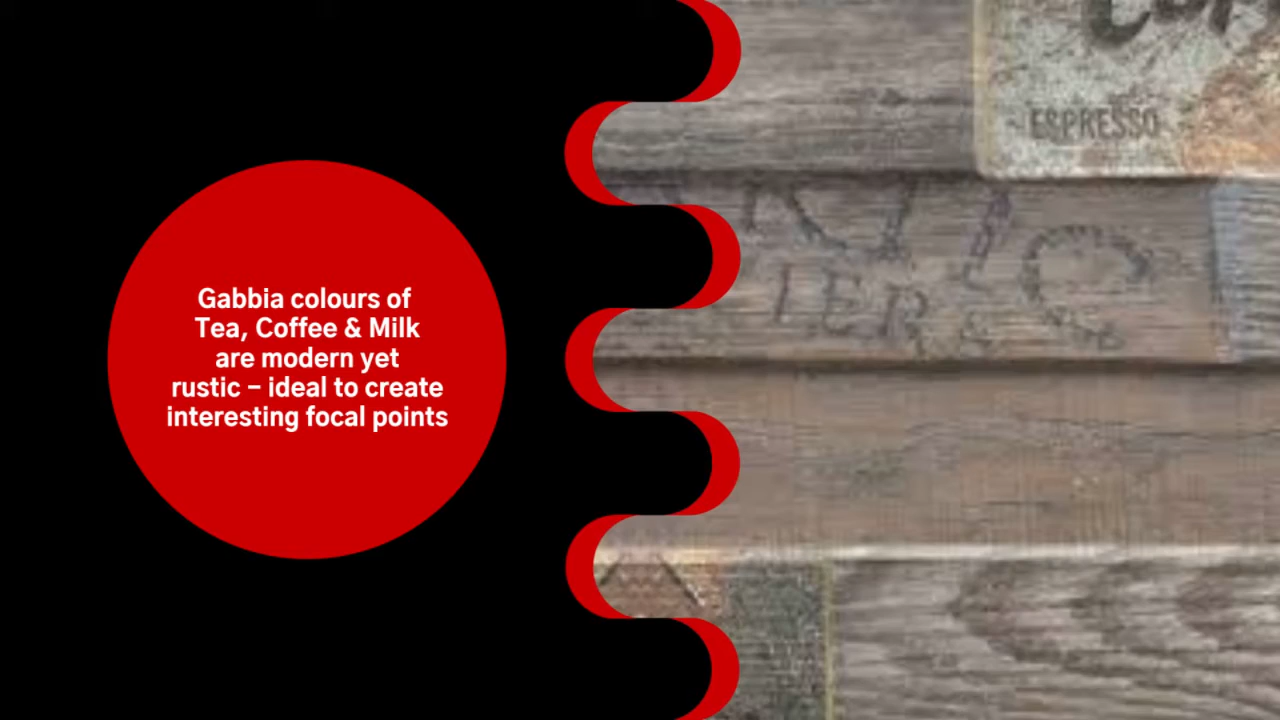 Gabbia colours of
Tea, Coffee & Milk
are modern yet
rustic – ideal to create
interesting focal points
ESPRESSO